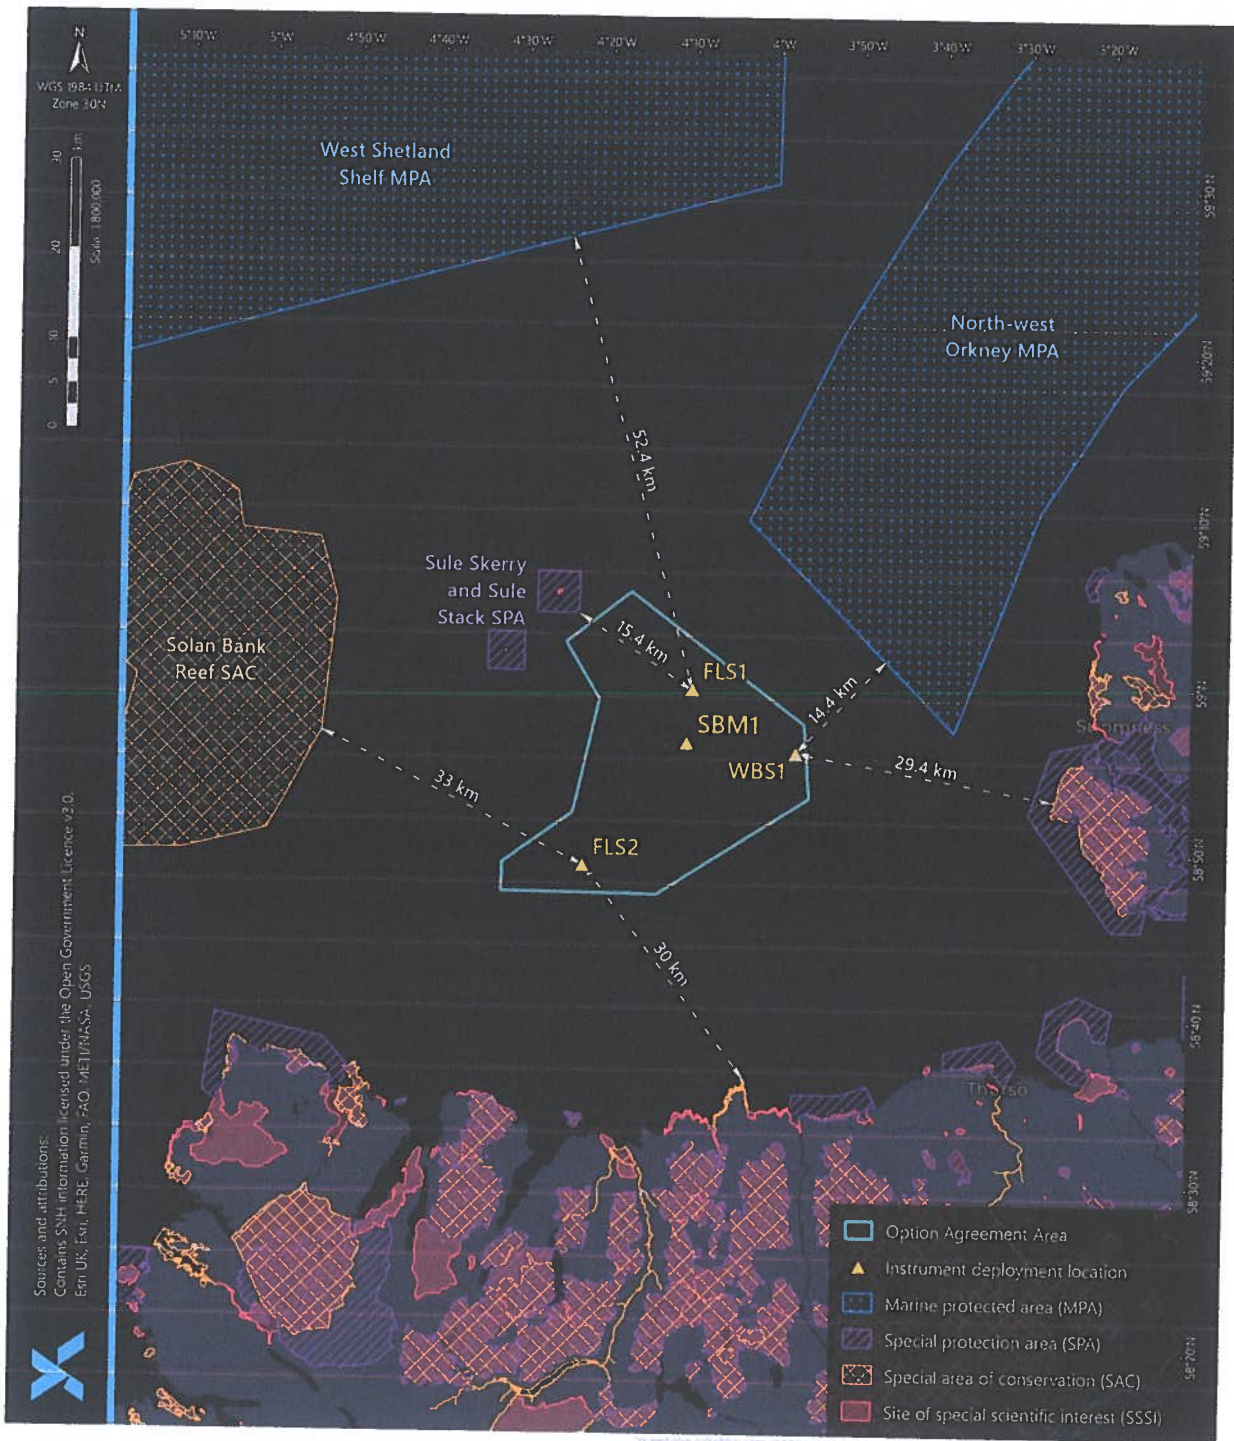 N
WGS 1984 UTM
Zone 30N
5°10'W
5°W
4°50'W
4°40'W
4°30'W
4°20'W
4°10'W
4°W
3°50'W
3°40'W
3°30'W
3°20'W
59°30'N
59°20'N
59°10'N
59°N
58°50'N
58°40'N
58°30'N
58°20'N
0
5
10
20
30
km
Scale 1:800,000
West Shetland
Shelf MPA
North-west
Orkney MPA
52.4 km
Sule Skerry
and Sule
Stack SPA
15.4 km
Solan Bank
Reef SAC
FLS1
SBM1
WBS1
14.4 km
Stromness
29.4 km
33 km
FLS2
30 km
Thurso
Sources and attributions:
Contains SNH information licensed under the Open Government Licence v3.0.
Esri UK, Esri, HERE, Garmin, FAO, METI/NASA, USGS
Option Agreement Area
Instrument deployment location
Marine protected area (MPA)
Special protection area (SPA)
Special area of conservation (SAC)
Site of special scientific interest (SSSI)